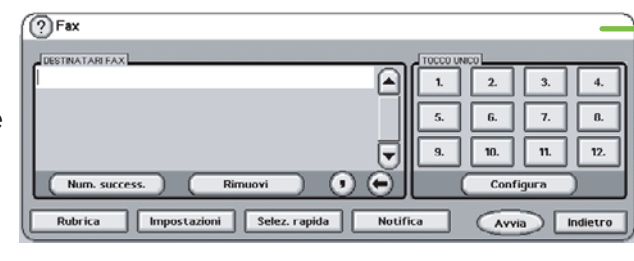 ? Fax
DESTINATARI FAX
TOCCO UNICO
1. 2. 3. 4.
5. 6. 7. 8.
9. 10. 11. 12.
Num. success. Rimuovi , Configura
Rubrica Impostazioni Selez. rapida Notifica Avvia Indietro
e